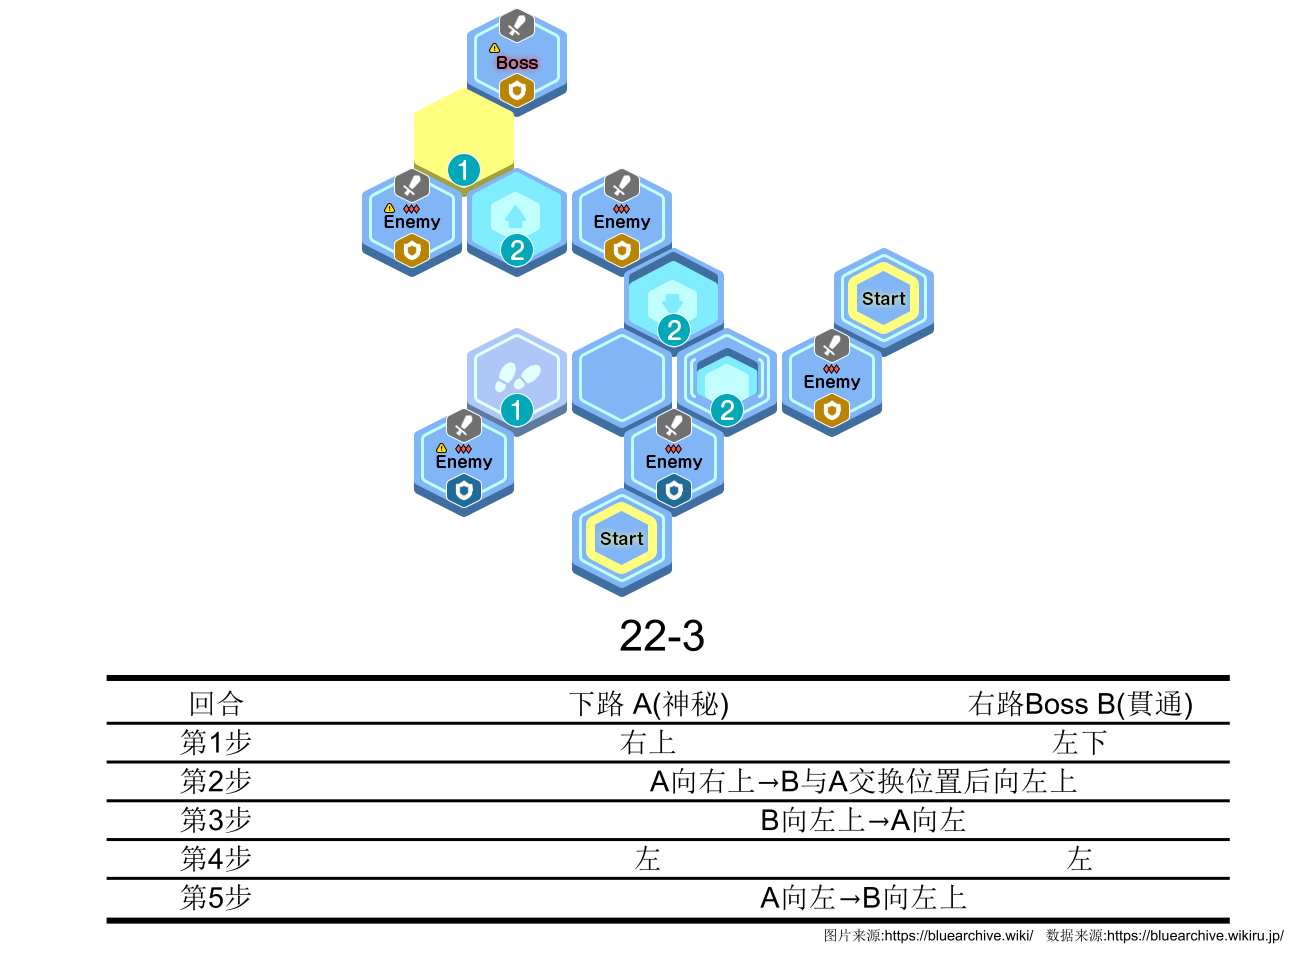 Boss
1
Enemy
2
Enemy
2
Start
1
2
Enemy
Enemy
Enemy
Start
22-3
回合 下路 A(神秘) 右路Boss B(貫通)
第1步 右上 左下
第2步 A向右上→B与A交换位置后向左上
第3步 B向左上→A向左
第4步 左 左
第5步 A向左→B向左上
图片来源:https://bluearchive.wiki/ 数据来源:https://bluearchive.wikiru.jp/